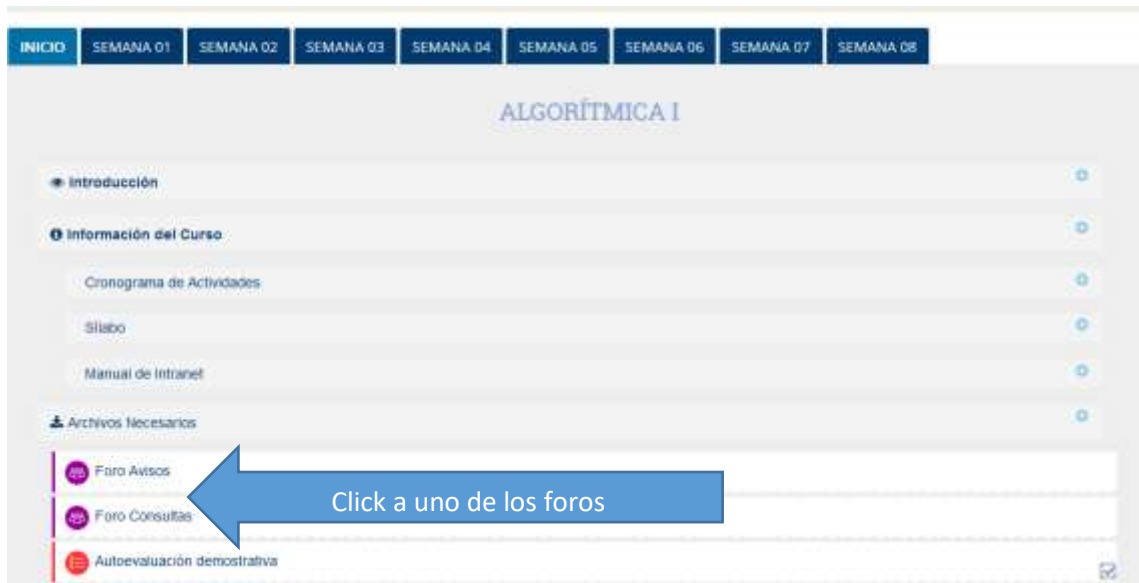 INICIO SEMANA 01 SEMANA 02 SEMANA 03 SEMANA 04 SEMANA 05 SEMANA 06 SEMANA 07 SEMANA 08
ALGORÍTMICA I
Introducción
Información del Curso
Cronograma de Actividades
Sílabo
Manual de Intranet
Archivos Necesarios
Foro Avisos
Click a uno de los foros
Foro Consultas
Autoevaluación demostrativa